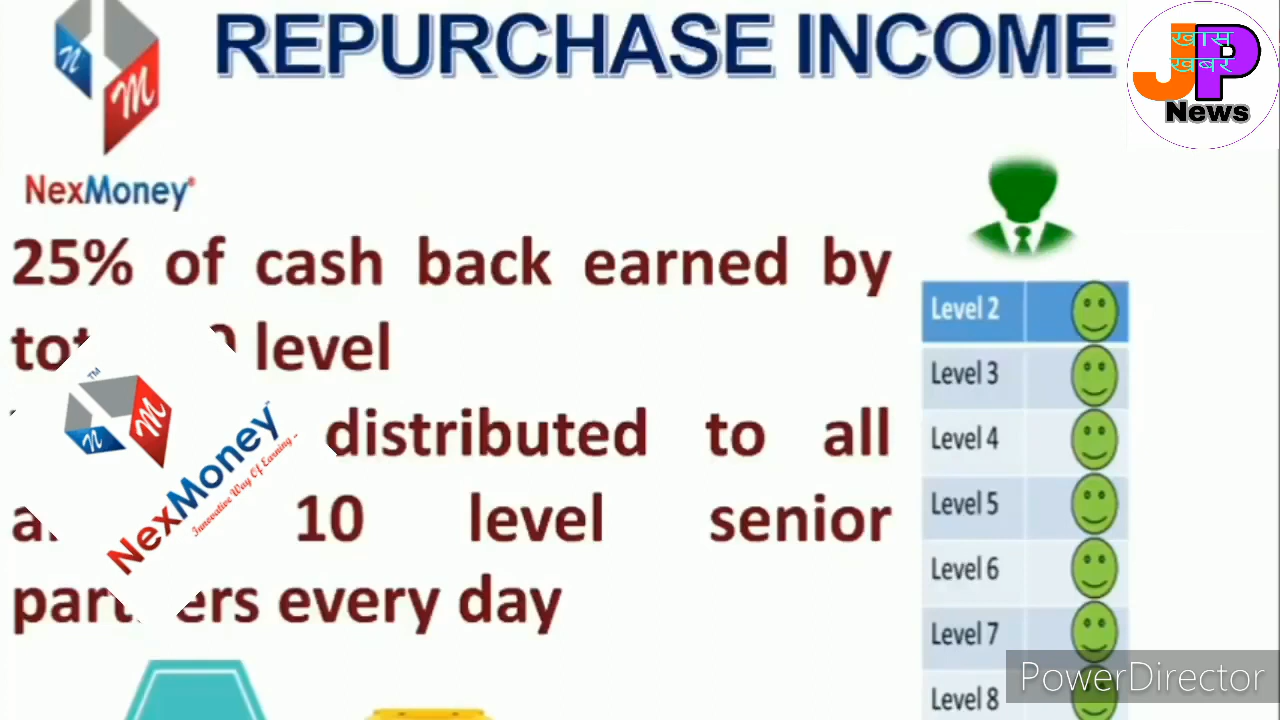 REPURCHASE INCOME
खास
खबर
JP
News
n
m
NexMoney®
25% of cash back earned by
level
distributed to all
10 level senior
every day
TM
n
m
NexMoney
Innovative Way Of Earning...
Level 2
Level 3
Level 4
Level 5
Level 6
Level 7
Level 8
PowerDirector